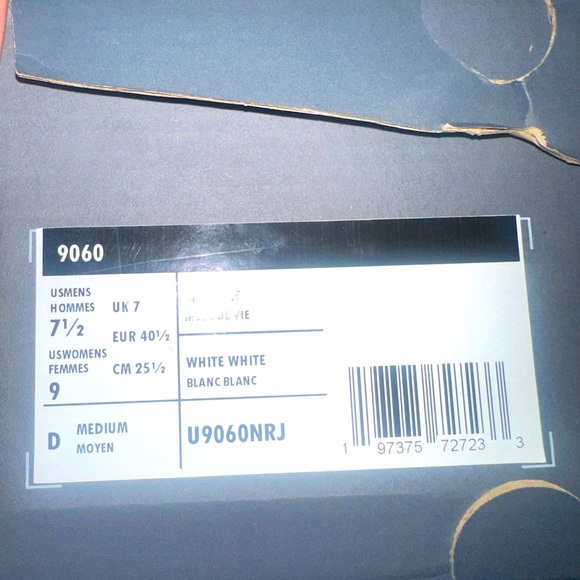 9060
USMENS
HOMMES
7½
UK 7
EUR 40½
USWOMENS
FEMMES
9
CM 25½
WHITE WHITE
BLANC BLANC
D MEDIUM
MOYEN
U9060NRJ
1 97375 72723 3